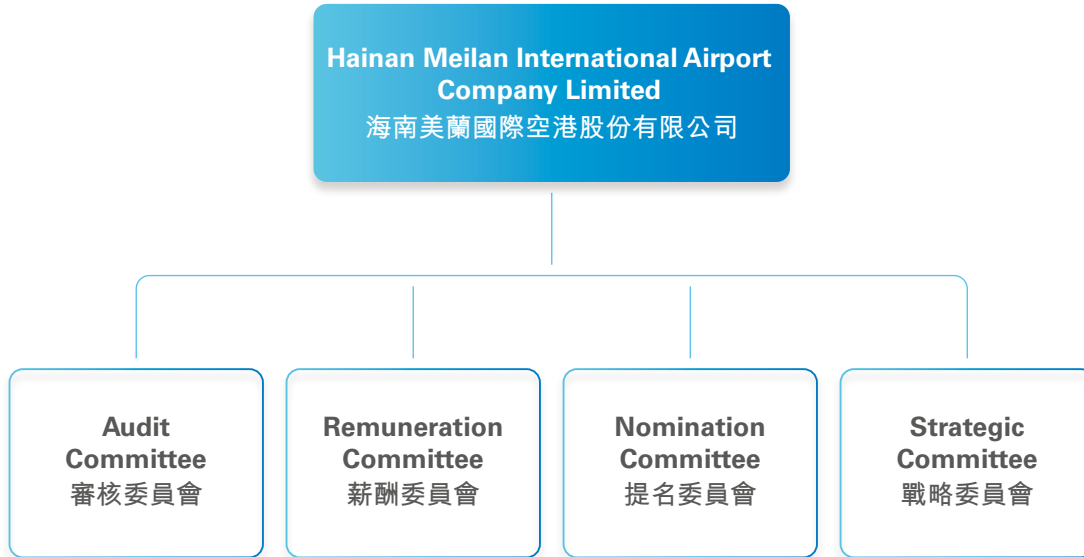 Hainan Meilan International Airport
Company Limited
海南美蘭國際空港股份有限公司
Audit
Committee
審核委員會
Remuneration
Committee
薪酬委員會
Nomination
Committee
提名委員會
Strategic
Committee
戰略委員會